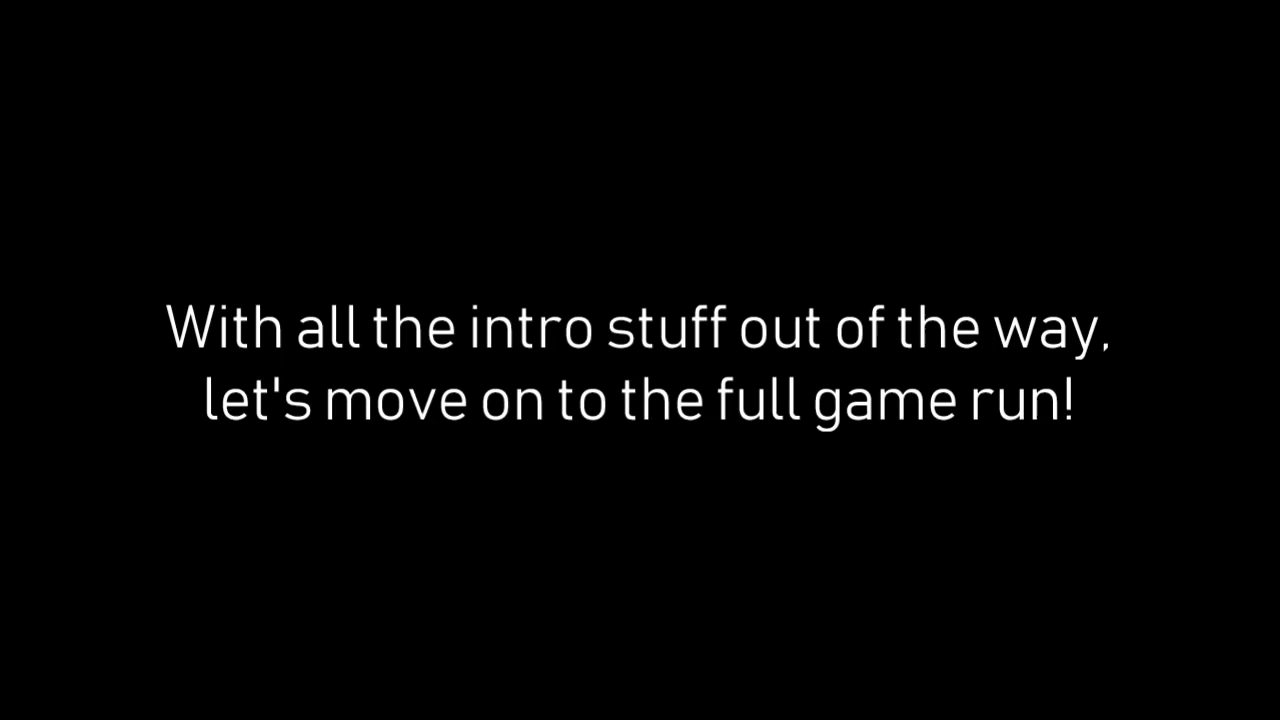 With all the intro stuff out of the way,
let's move on to the full game run!